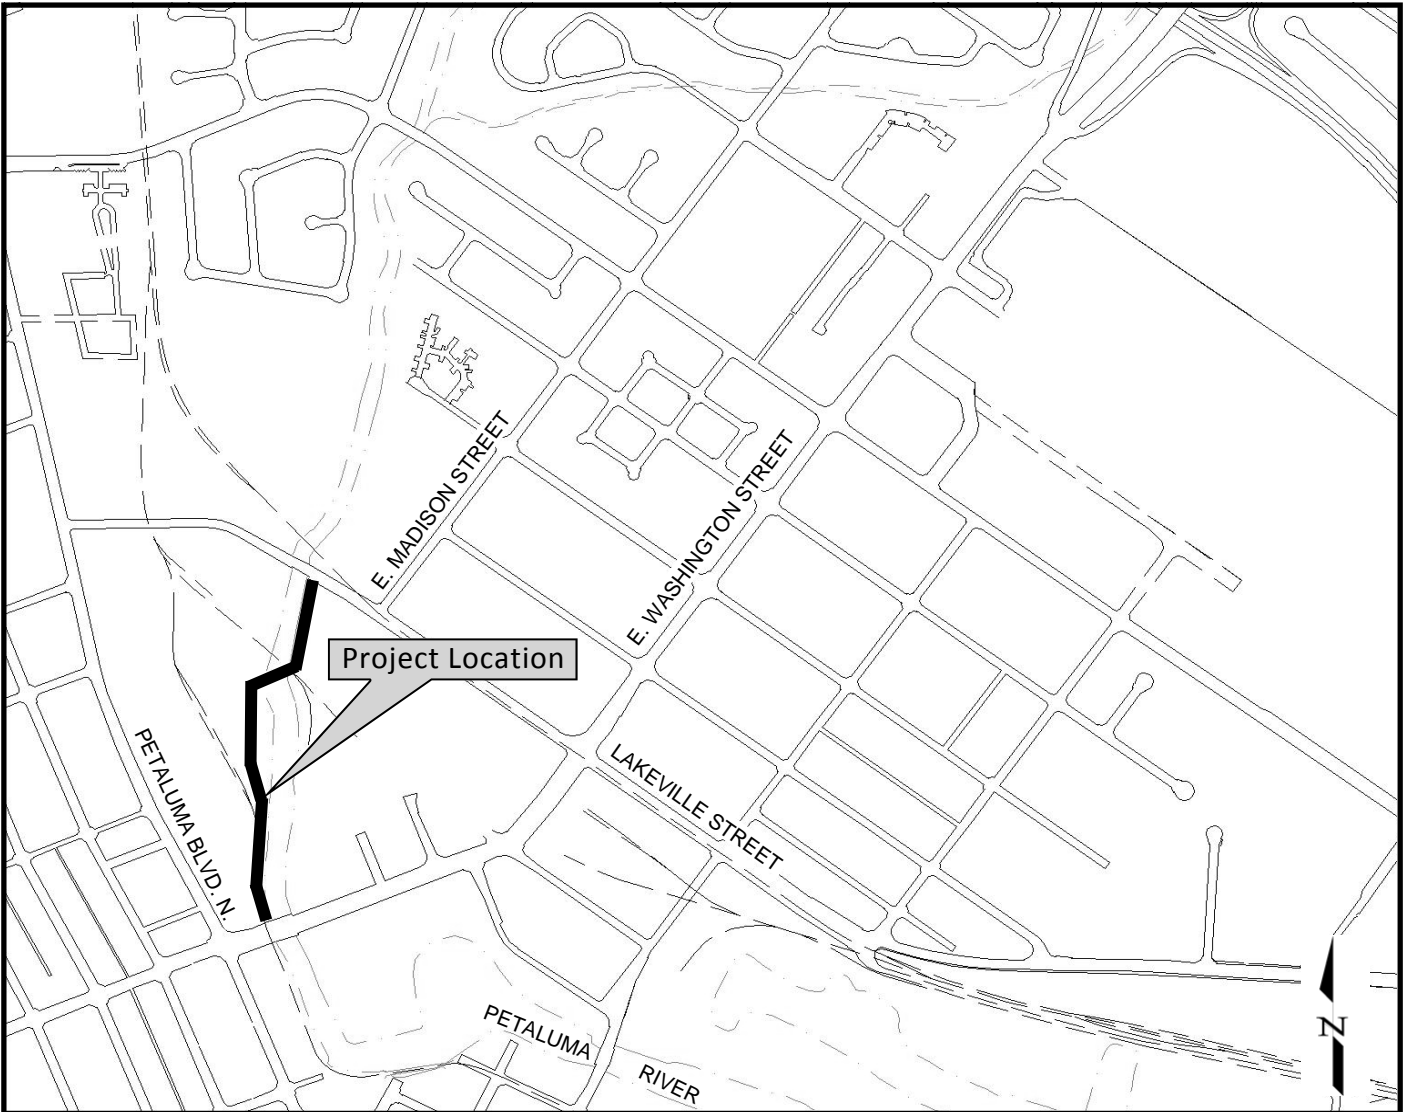 E. MADISON STREET
E. WASHINGTON STREET
Project Location
PETALUMA BLVD. N.
LAKEVILLE STREET
PETALUMA
RIVER
N